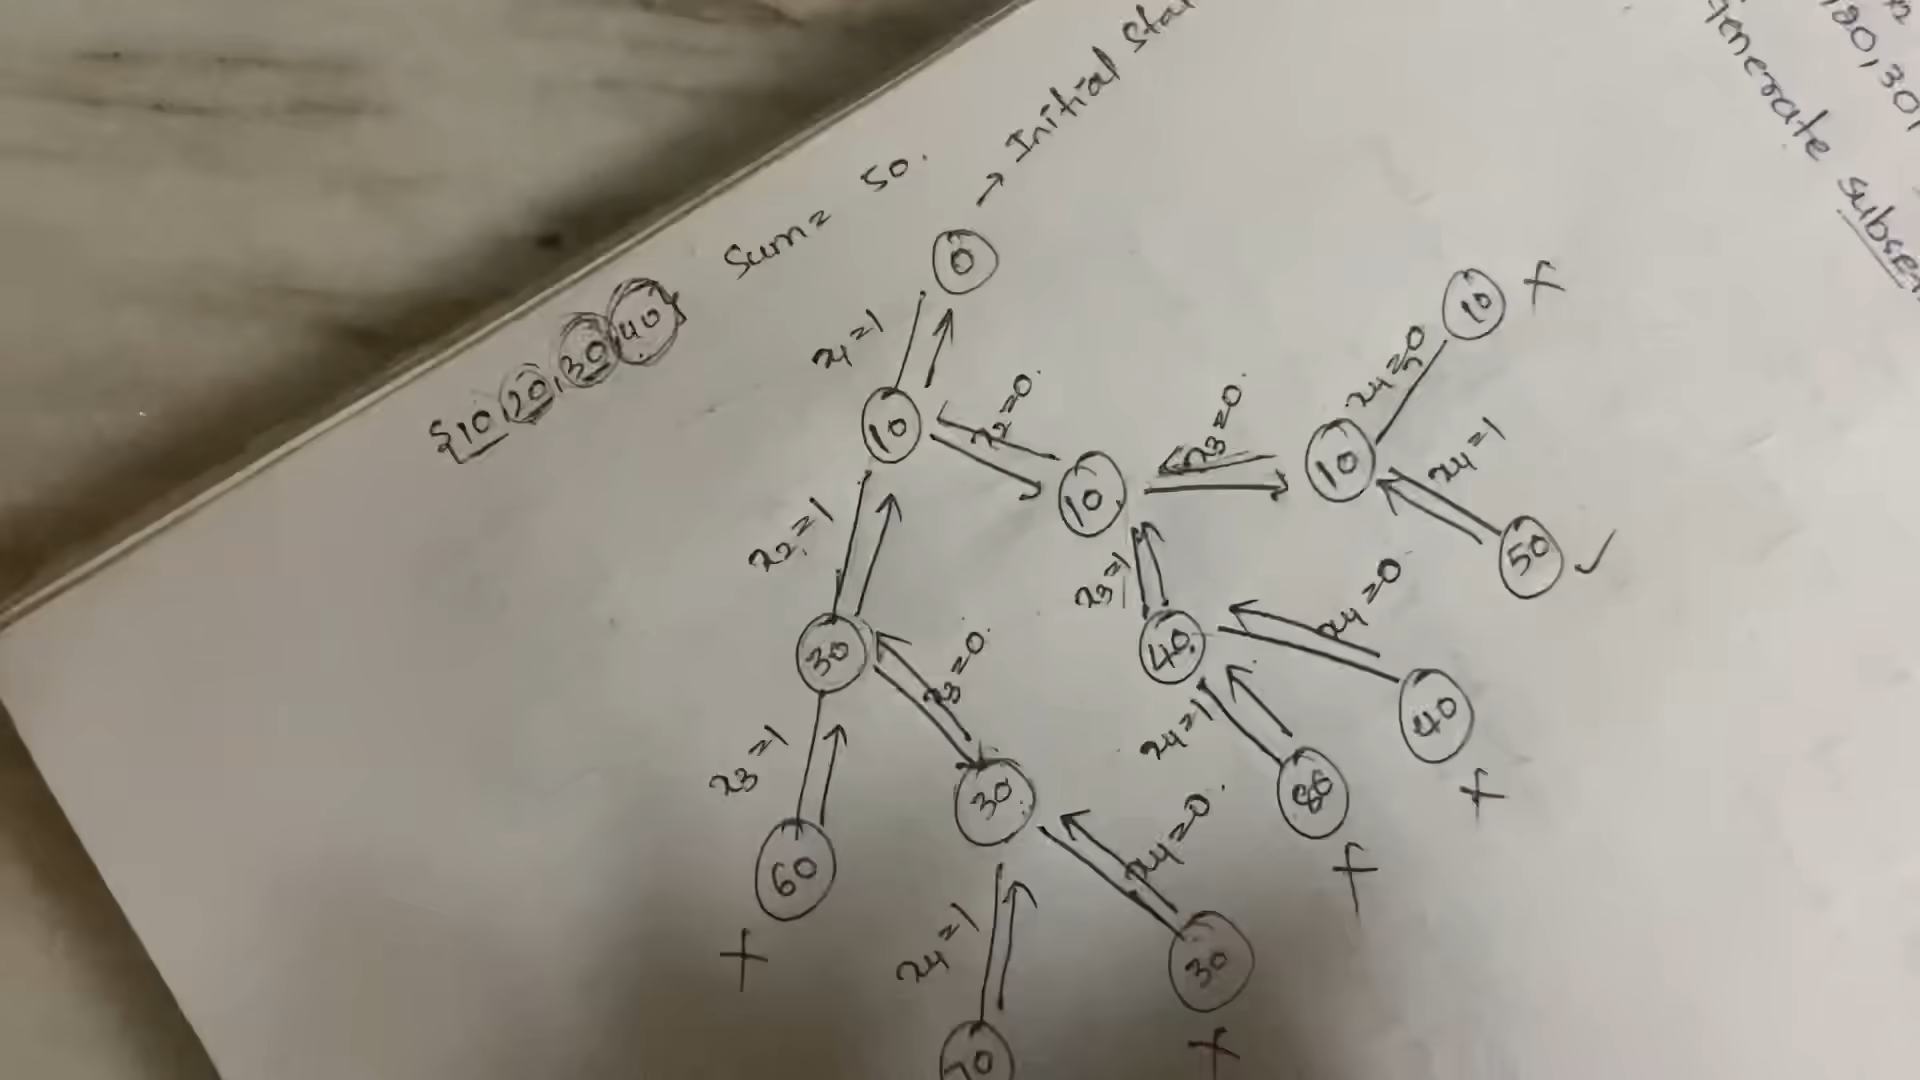 {10, 20, 30, 40} Sum= 50.
0 → Initial
x1=1
10
x2=0.
10
x3=0.
10
x4=0
10 X
x4=1
50 ✓
x2=1
30
x3=1
40
x4=0
40
X
x4=1
80
X
x3=1
60
X
x3=0.
30
x4=0.
30
X
x4=1
70
20, 30,
generate